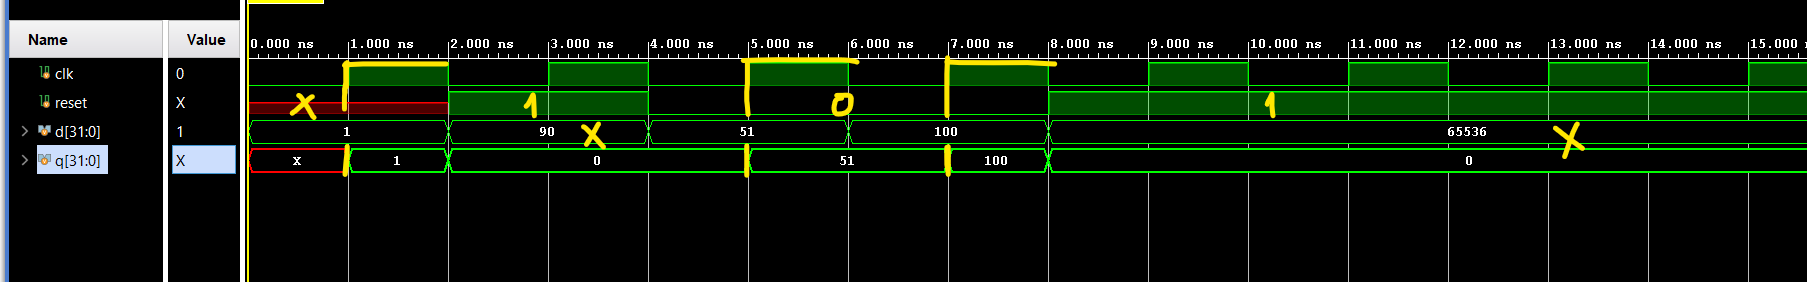 Name Value
0.000 ns 1.000 ns 2.000 ns 3.000 ns 4.000 ns 5.000 ns 6.000 ns 7.000 ns 8.000 ns 9.000 ns 10.000 ns 11.000 ns 12.000 ns 13.000 ns 14.000 ns 15.000
clk 0
reset X X 1 0 1
d[31:0] 1 1 90 X 51 100 65536 X
q[31:0] X X 1 0 51 100 0